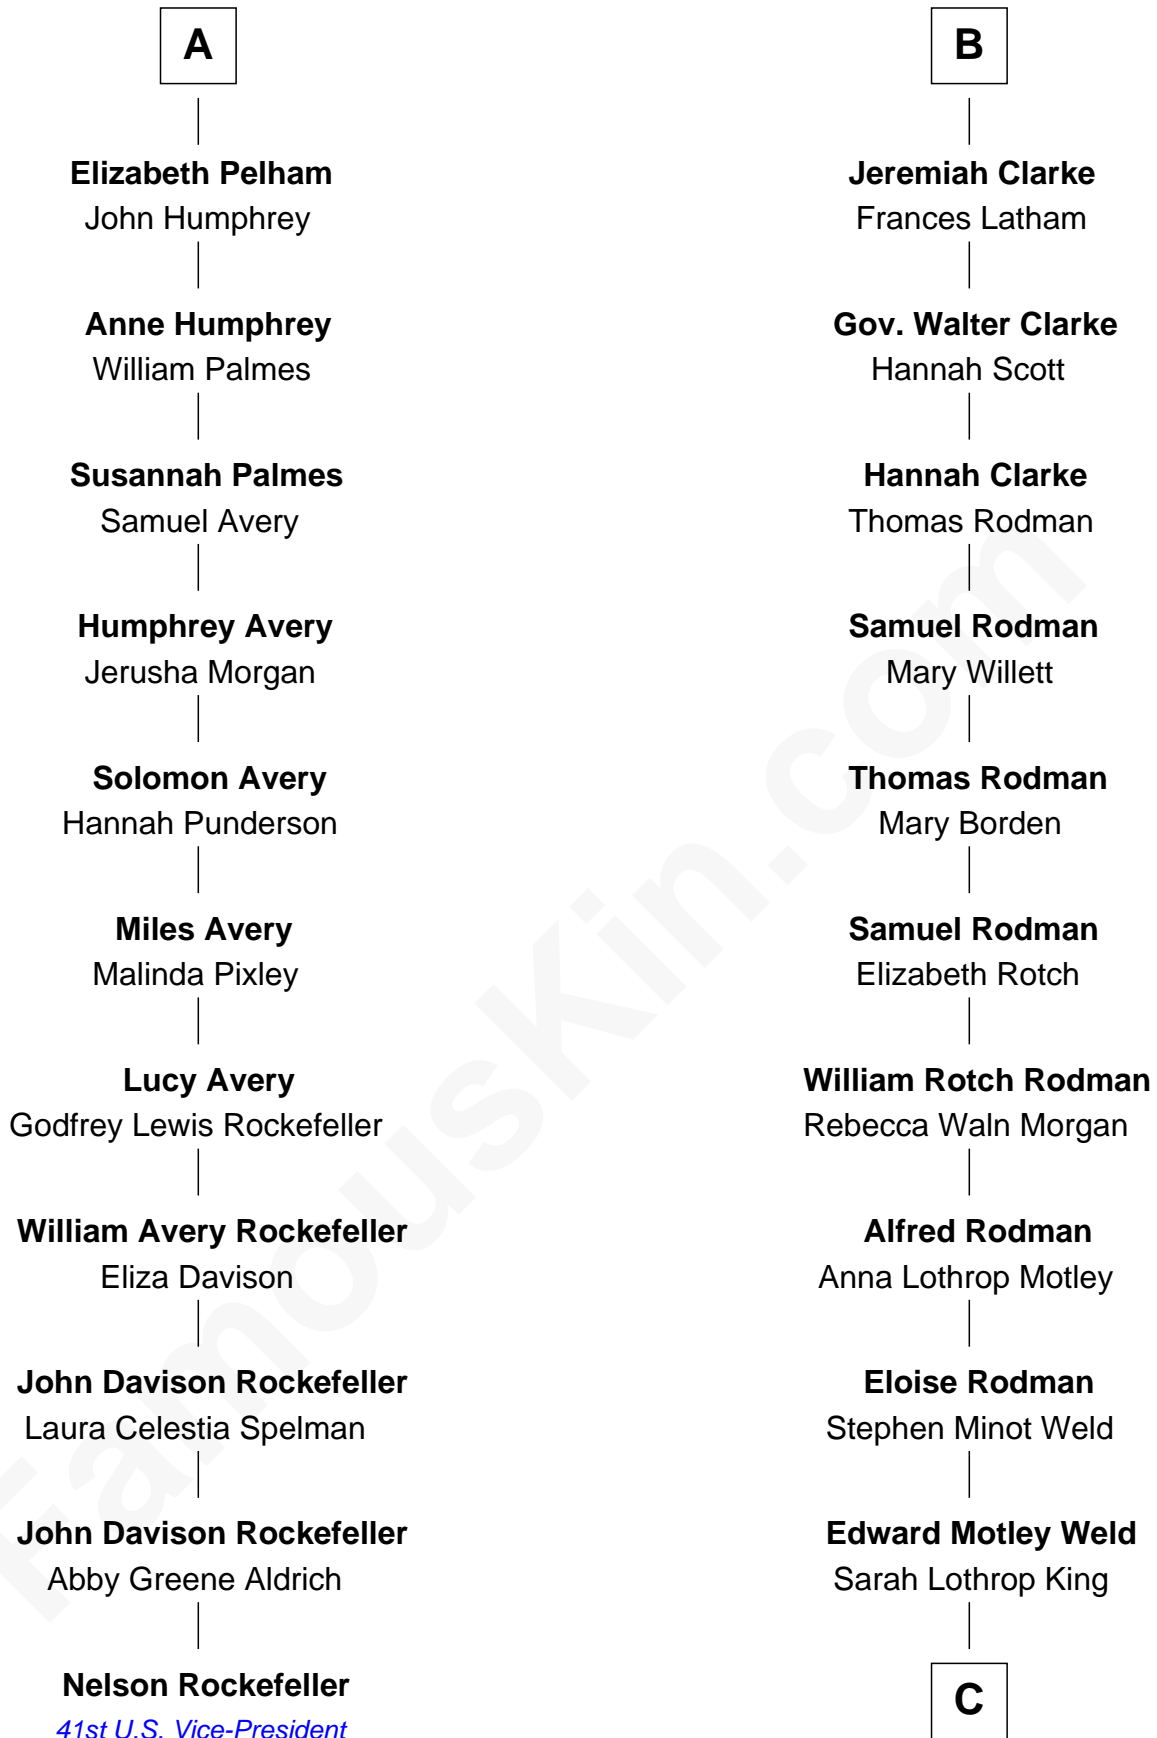 A
Elizabeth Pelham
John Humphrey
Anne Humphrey
William Palmes
Susannah Palmes
Samuel Avery
Humphrey Avery
Jerusha Morgan
Solomon Avery
Hannah Punderson
Miles Avery
Malinda Pixley
Lucy Avery
Godfrey Lewis Rockefeller
William Avery Rockefeller
Eliza Davison
John Davison Rockefeller
Laura Celestia Spelman
John Davison Rockefeller
Abby Greene Aldrich
Nelson Rockefeller
41st U.S. Vice-President
B
Jeremiah Clarke
Frances Latham
Gov. Walter Clarke
Hannah Scott
Hannah Clarke
Thomas Rodman
Samuel Rodman
Mary Willett
Thomas Rodman
Mary Borden
Samuel Rodman
Elizabeth Rotch
William Rotch Rodman
Rebecca Waln Morgan
Alfred Rodman
Anna Lothrop Motley
Eloise Rodman
Stephen Minot Weld
Edward Motley Weld
Sarah Lothrop King
C
FamousKin.com